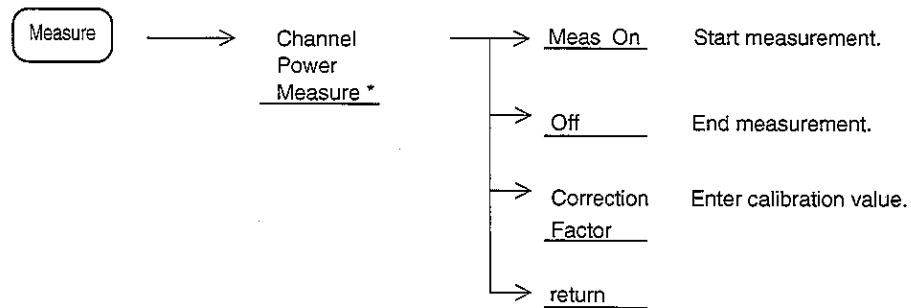 Measure
Channel
Power
Measure *
Meas On
Start measurement.
Off
End measurement.
Correction
Factor
Enter calibration value.
return